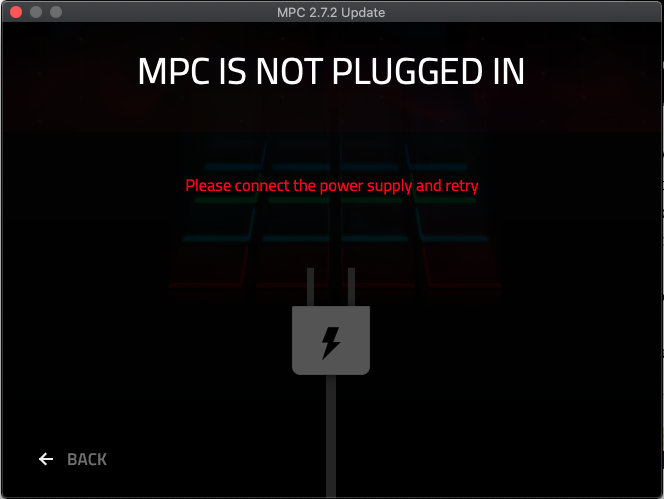 MPC 2.7.2 Update
MPC IS NOT PLUGGED IN
Please connect the power supply and retry
BACK